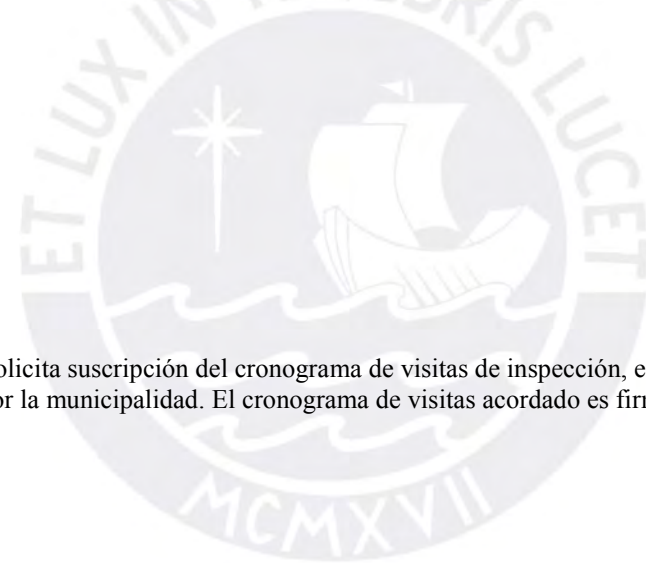 ET LUX IN TENEBRIS LUCET
olicita suscripción del cronograma de visitas de inspección, e
or la municipalidad. El cronograma de visitas acordado es firm
MCMXVII